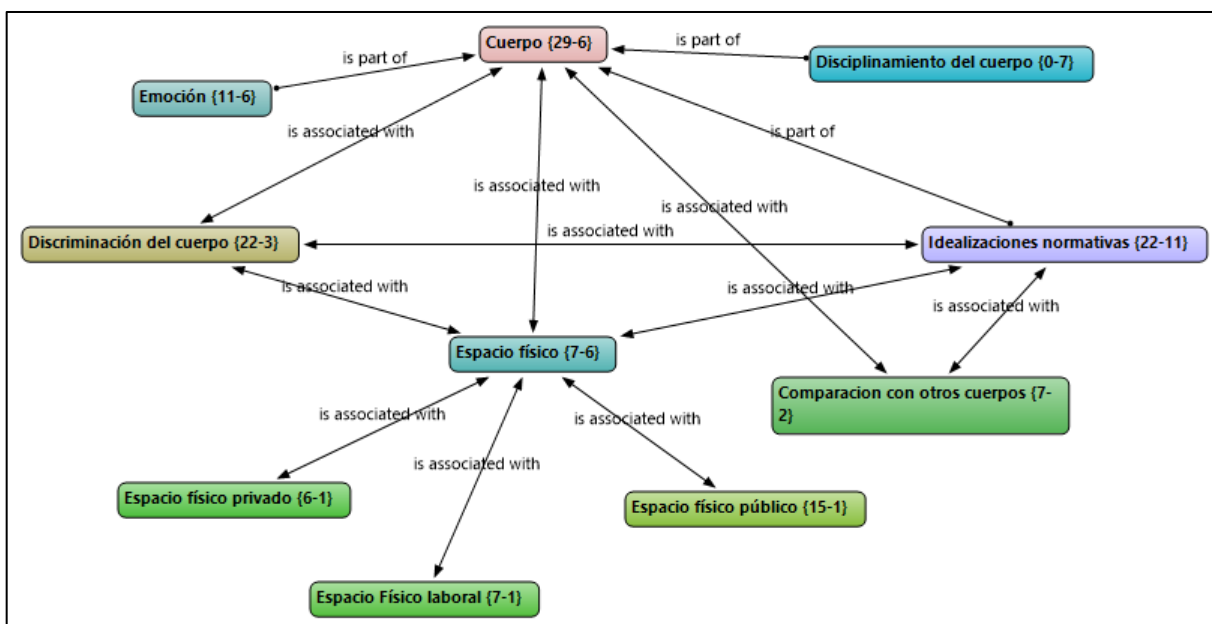 Cuerpo {29-6}
is part of
is part of
Disciplinamiento del cuerpo {0-7}
Emoción {11-6}
is associated with
is part of
is associated with
is associated with
Discriminación del cuerpo {22-3}
is associated with
Idealizaciones normativas {22-11}
is associated with
is associated with
is associated with
Espacio físico {7-6}
Comparacion con otros cuerpos {7-
2}
is associated with
is associated with
is associated with
Espacio físico privado {6-1}
Espacio físico público {15-1}
Espacio Físico laboral {7-1}